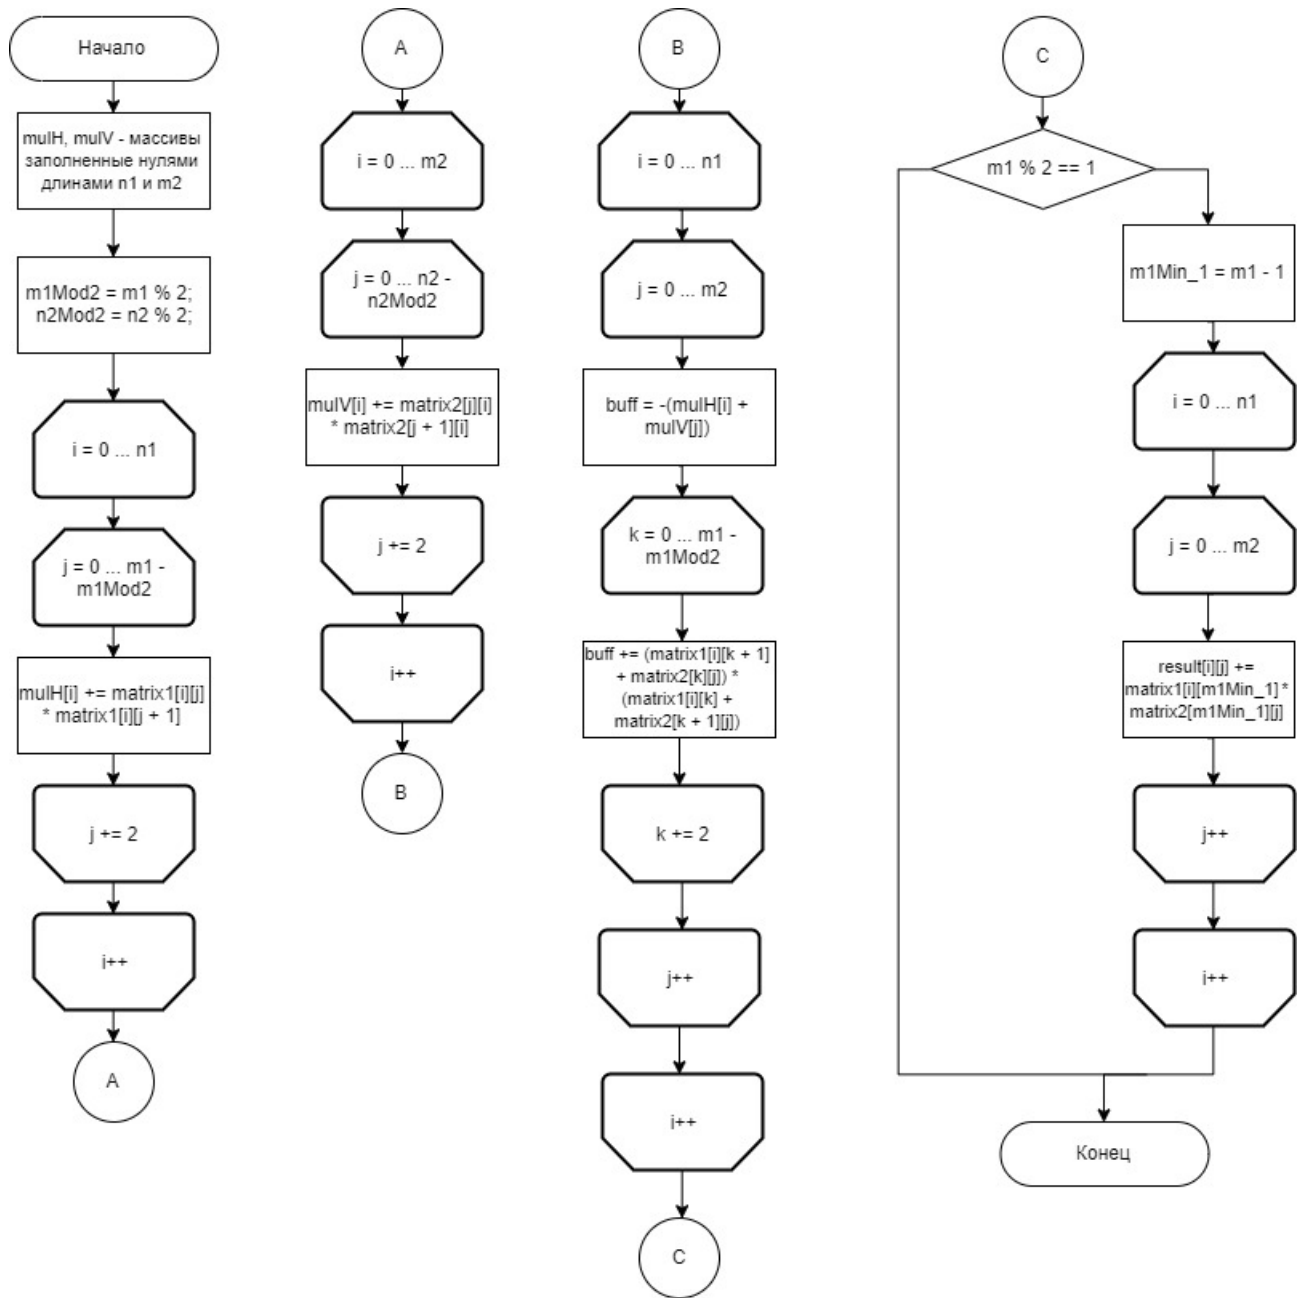 Начало
mulH, mulV - массивы
заполненные нулями
длинами n1 и m2
m1Mod2 = m1 % 2;
n2Mod2 = n2 % 2;
i = 0 ... n1
j = 0 ... m1 -
m1Mod2
mulH[i] += matrix1[i][j]
* matrix1[i][j + 1]
j += 2
i++
A
A
i = 0 ... m2
j = 0 ... n2 -
n2Mod2
mulV[i] += matrix2[j][i]
* matrix2[j + 1][i]
j += 2
i++
B
B
i = 0 ... n1
j = 0 ... m2
buff = -(mulH[i] +
mulV[j])
k = 0 ... m1 -
m1Mod2
buff += (matrix1[i][k + 1]
+ matrix2[k][j]) *
(matrix1[i][k] +
matrix2[k + 1][j])
k += 2
j++
i++
C
C
m1 % 2 == 1
m1Min_1 = m1 - 1
i = 0 ... n1
j = 0 ... m2
result[i][j] +=
matrix1[i][m1Min_1] *
matrix2[m1Min_1][j]
j++
i++
Конец